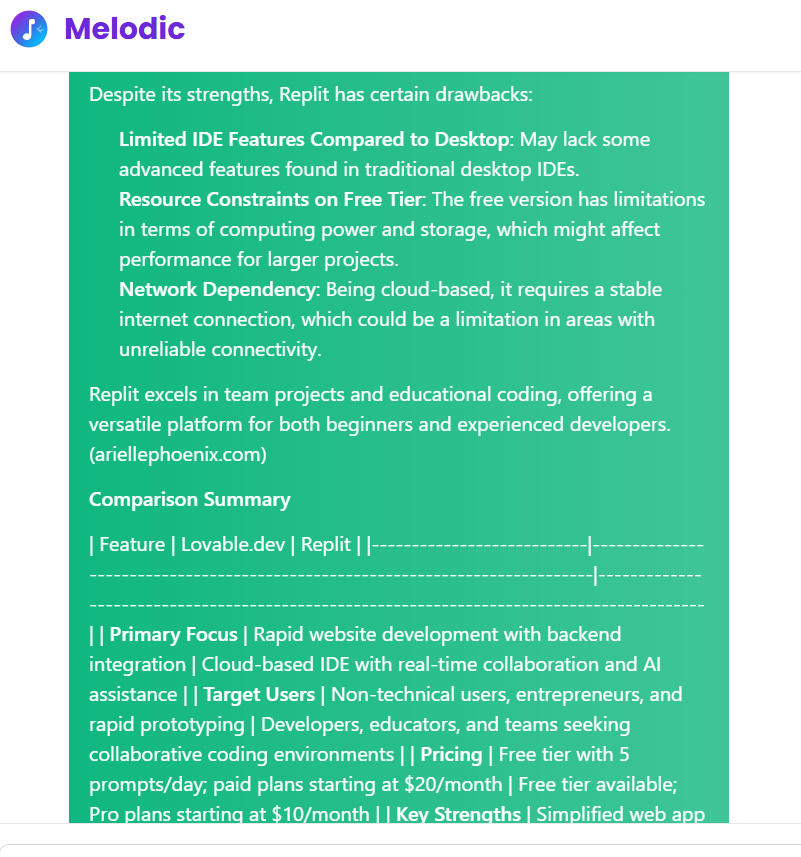 Melodic
Despite its strengths, Replit has certain drawbacks:
Limited IDE Features Compared to Desktop: May lack some
advanced features found in traditional desktop IDEs.
Resource Constraints on Free Tier: The free version has limitations
in terms of computing power and storage, which might affect
performance for larger projects.
Network Dependency: Being cloud-based, it requires a stable
internet connection, which could be a limitation in areas with
unreliable connectivity.
Replit excels in team projects and educational coding, offering a
versatile platform for both beginners and experienced developers.
(ariellephoenix.com)
Comparison Summary
| Feature | Lovable.dev | Replit | |---------------------------|--------------
---------------------------------------------------------------|-------------
-----------------------------------------------------------------------------
| | Primary Focus | Rapid website development with backend
integration | Cloud-based IDE with real-time collaboration and AI
assistance | | Target Users | Non-technical users, entrepreneurs, and
rapid prototyping | Developers, educators, and teams seeking
collaborative coding environments | | Pricing | Free tier with 5
prompts/day; paid plans starting at $20/month | Free tier available;
Pro plans starting at $10/month | | Key Strengths | Simplified web app